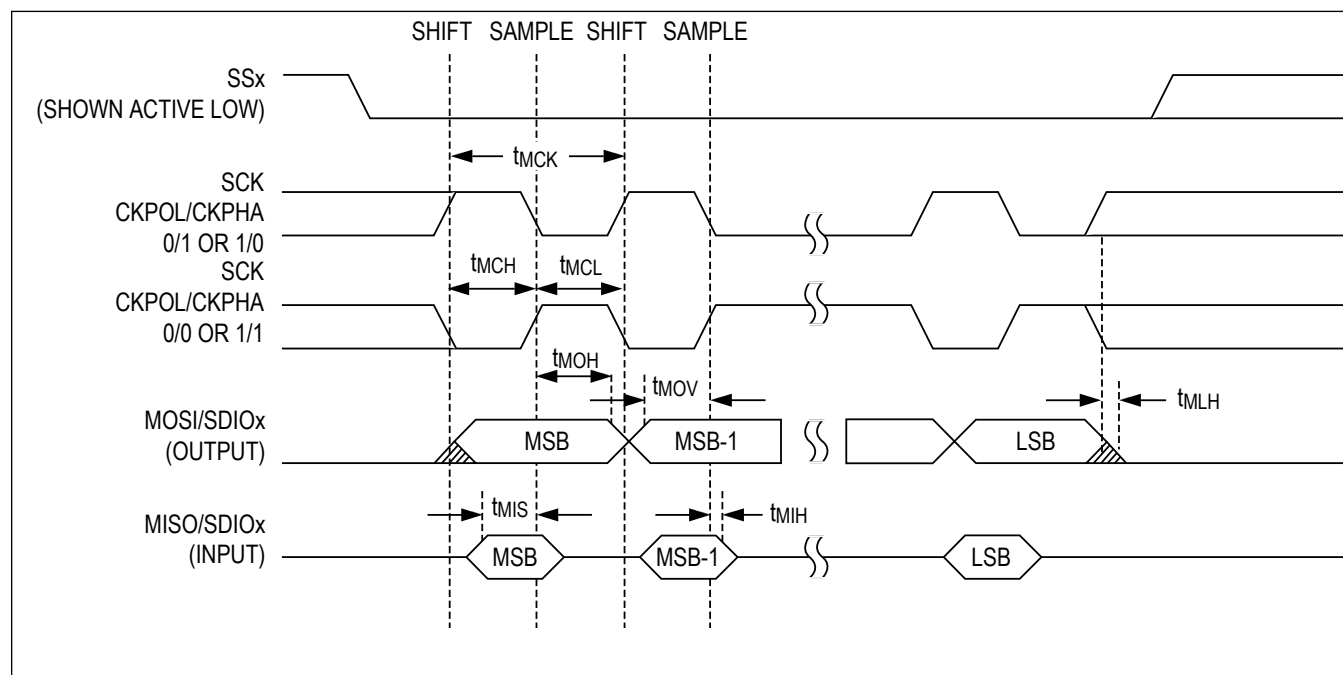 SHIFT SAMPLE SHIFT SAMPLE
SSx
(SHOWN ACTIVE LOW)
tMCK
SCK
CKPOL/CKPHA
0/1 OR 1/0
tMCH tMCL
SCK
CKPOL/CKPHA
0/0 OR 1/1
tMOH
tMOV
tMLH
MOSI/SDIOx
(OUTPUT)
MSB MSB-1 LSB
tMIS
tMIH
MISO/SDIOx
(INPUT)
MSB MSB-1 LSB